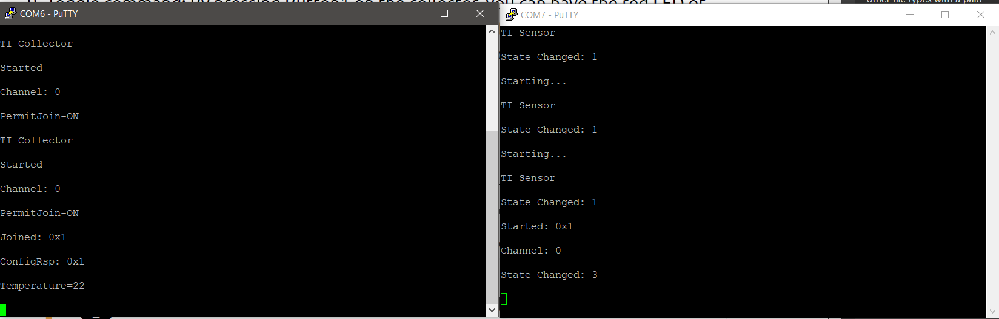 COM6 - PuTTY
TI Collector
Started
Channel: 0
PermitJoin-ON
TI Collector
Started
Channel: 0
PermitJoin-ON
Joined: 0x1
ConfigRsp: 0x1
Temperature=22
COM7 - PuTTY
TI Sensor
State Changed: 1
Starting...
TI Sensor
State Changed: 1
Starting...
TI Sensor
State Changed: 1
Started: 0x1
Channel: 0
State Changed: 3